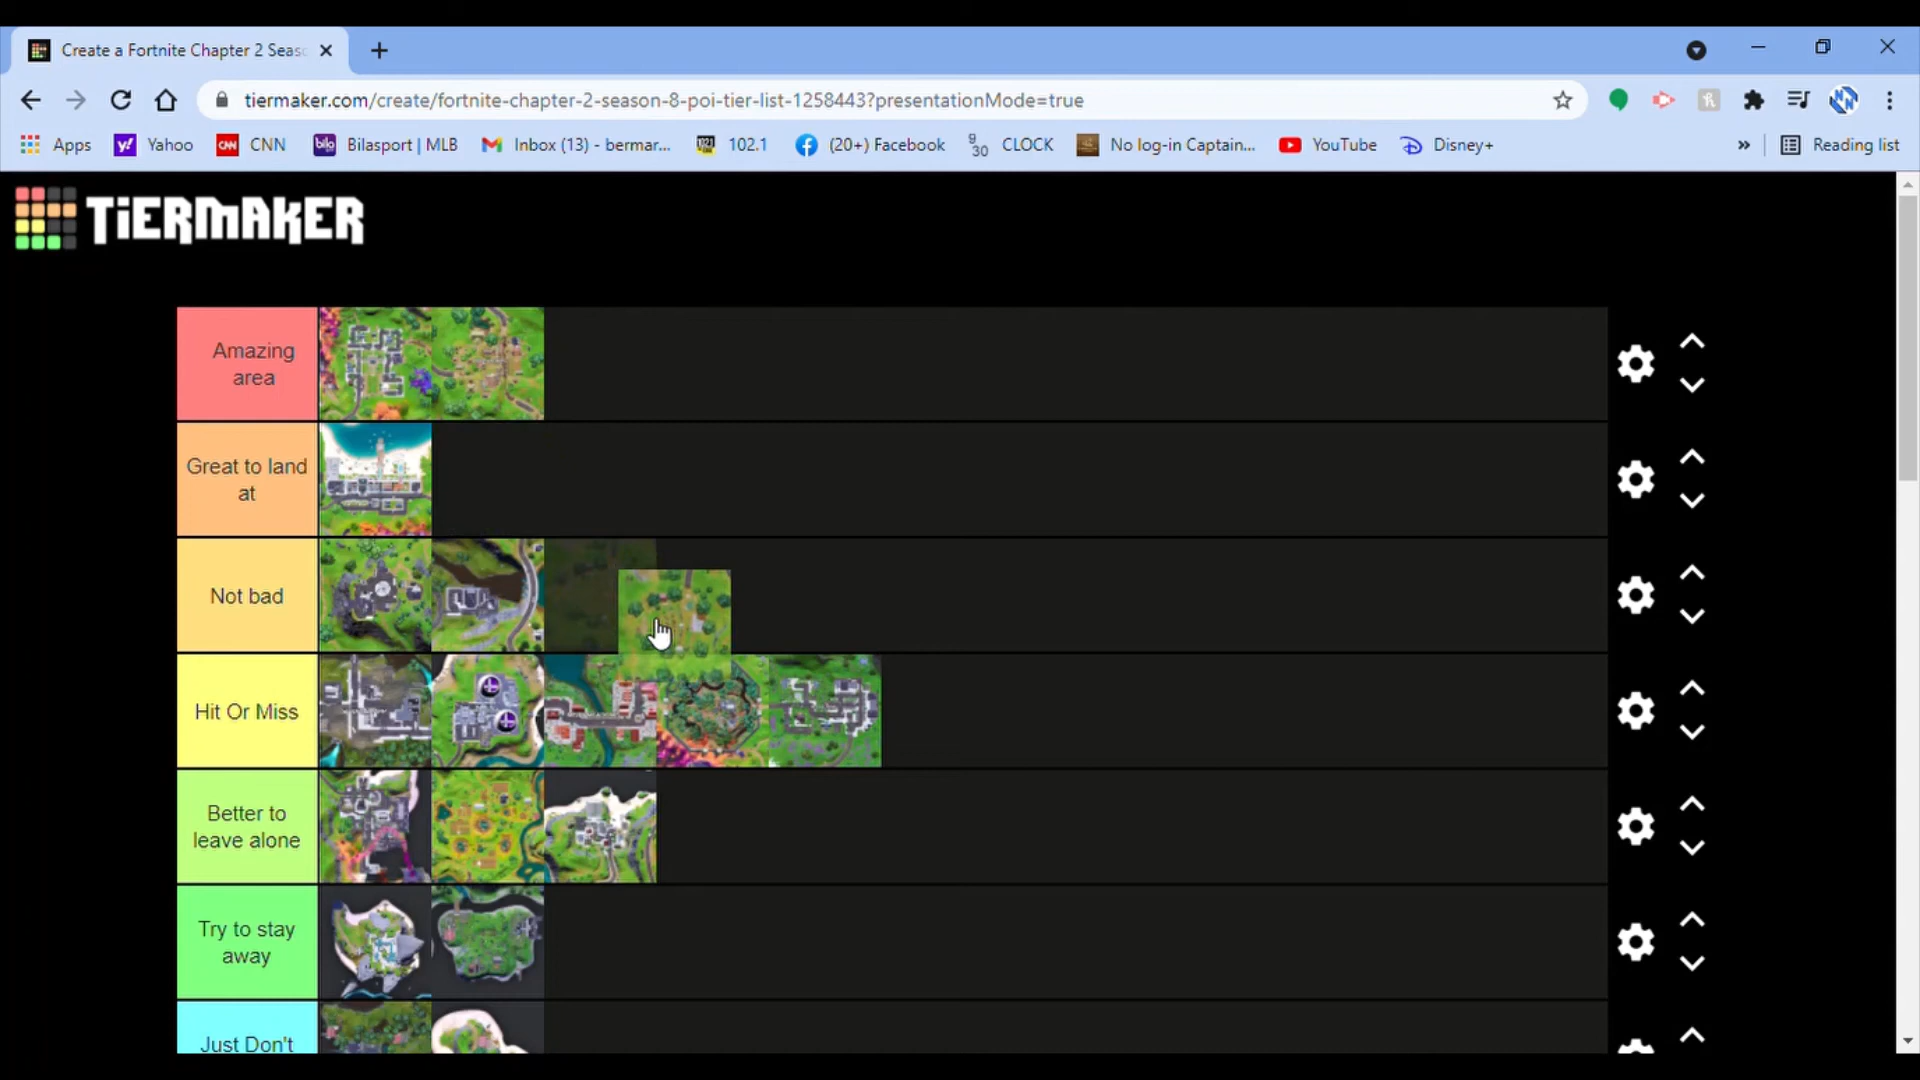 Create a Fortnite Chapter 2 Seas
tiermaker.com/create/fortnite-chapter-2-season-8-poi-tier-list-1258443?presentationMode=true
Apps Yahoo CNN Bilasport | MLB Inbox (13) - bermar... 102.1 (20+) Facebook CLOCK No log-in Captain... YouTube Disney+ » Reading list
TiERMAKER
Amazing
area
Great to land
at
Not bad
Hit Or Miss
Better to
leave alone
Try to stay
away
Just Don't